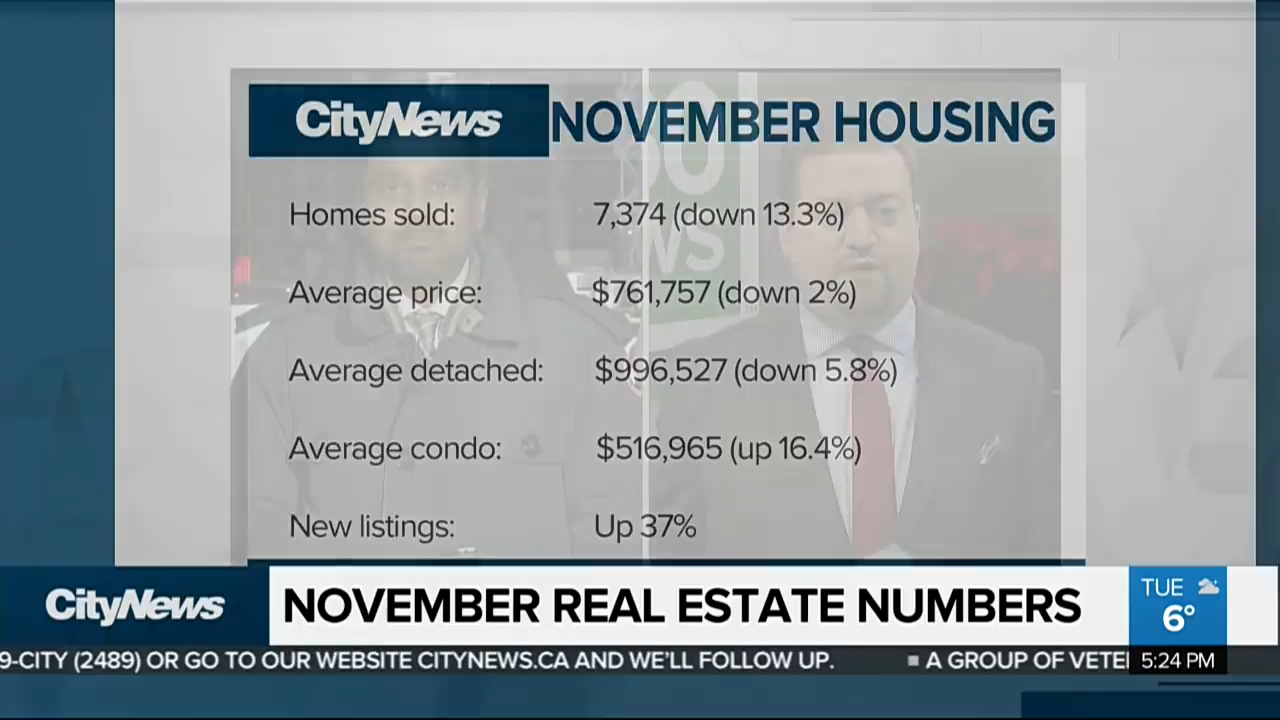 CityNews NOVEMBER HOUSING
Homes sold: 7,374 (down 13.3%)
Average price: $761,757 (down 2%)
Average detached: $996,527 (down 5.8%)
Average condo: $516,965 (up 16.4%)
New listings: Up 37%
CityNews NOVEMBER REAL ESTATE NUMBERS
TUE
6°
9-CITY (2489) OR GO TO OUR WEBSITE CITYNEWS.CA AND WE'LL FOLLOW UP. ■ A GROUP OF VETE
5:24 PM